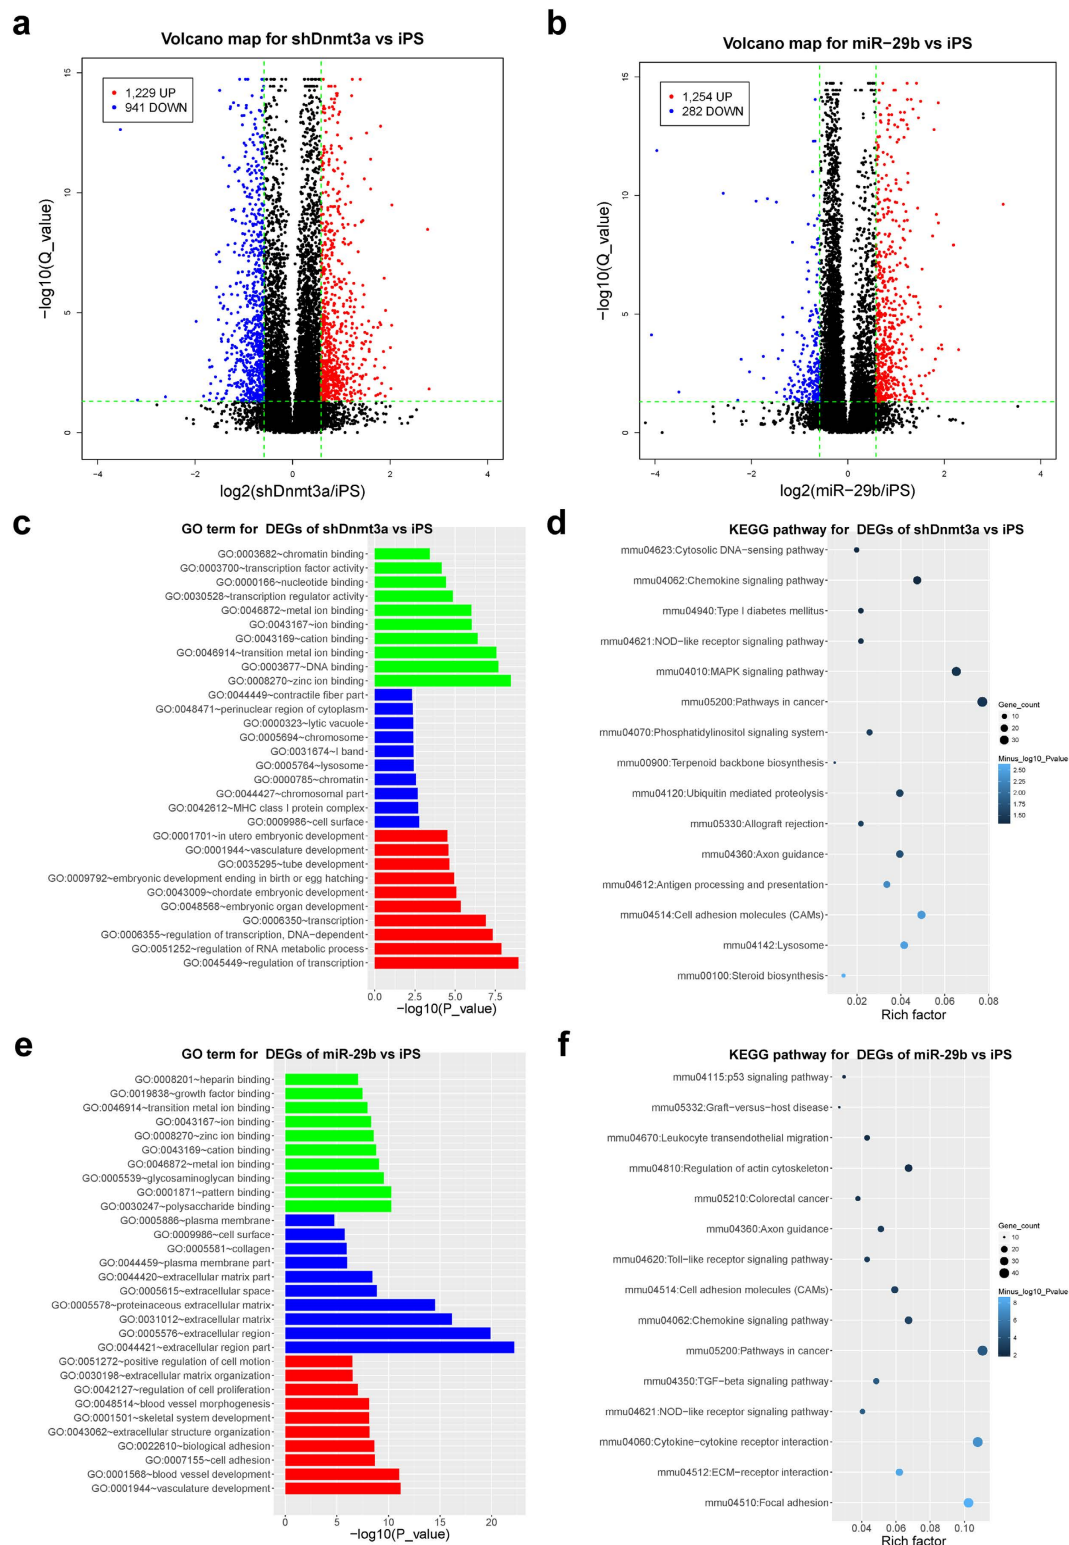 a
Volcano map for shDnmt3a vs iPS
1,229 UP
941 DOWN
−log10(Q_value)
15
10
5
0
−4
−2
0
2
4
log2(shDnmt3a/iPS)
b
Volcano map for miR−29b vs iPS
1,254 UP
282 DOWN
−log10(Q_value)
15
10
5
0
−4
−2
0
2
4
log2(miR−29b/iPS)
c
GO term for DEGs of shDnmt3a vs iPS
GO:0003682~chromatin binding
GO:0003700~transcription factor activity
GO:0000166~nucleotide binding
GO:0030528~transcription regulator activity
GO:0046872~metal ion binding
GO:0043167~ion binding
GO:0043169~cation binding
GO:0046914~transition metal ion binding
GO:0003677~DNA binding
GO:0008270~zinc ion binding
GO:0044449~contractile fiber part
GO:0048471~perinuclear region of cytoplasm
GO:0000323~lytic vacuole
GO:0005694~chromosome
GO:0031674~I band
GO:0005764~lysosome
GO:0000785~chromatin
GO:0044427~chromosomal part
GO:0042612~MHC class I protein complex
GO:0009986~cell surface
GO:0001701~in utero embryonic development
GO:0001944~vasculature development
GO:0035295~tube development
GO:0009792~embryonic development ending in birth or egg hatching
GO:0043009~chordate embryonic development
GO:0048568~embryonic organ development
GO:0006350~transcription
GO:0006355~regulation of transcription, DNA−dependent
GO:0051252~regulation of RNA metabolic process
GO:0045449~regulation of transcription
0.0
2.5
5.0
7.5
−log10(P_value)
d
KEGG pathway for DEGs of shDnmt3a vs iPS
mmu04623:Cytosolic DNA−sensing pathway
mmu04062:Chemokine signaling pathway
mmu04940:Type I diabetes mellitus
mmu04621:NOD−like receptor signaling pathway
mmu04010:MAPK signaling pathway
mmu05200:Pathways in cancer
mmu04070:Phosphatidylinositol signaling system
mmu00900:Terpenoid backbone biosynthesis
mmu04120:Ubiquitin mediated proteolysis
mmu05330:Allograft rejection
mmu04360:Axon guidance
mmu04612:Antigen processing and presentation
mmu04514:Cell adhesion molecules (CAMs)
mmu04142:Lysosome
mmu00100:Steroid biosynthesis
0.02
0.04
0.06
0.08
Rich factor
Gene_count
10
20
30
Minus_log10_Pvalue
2.50
2.25
2.00
1.75
1.50
e
GO term for DEGs of miR-29b vs iPS
GO:0008201~heparin binding
GO:0019838~growth factor binding
GO:0046914~transition metal ion binding
GO:0043167~ion binding
GO:0008270~zinc ion binding
GO:0043169~cation binding
GO:0046872~metal ion binding
GO:0005539~glycosaminoglycan binding
GO:0001871~pattern binding
GO:0030247~polysaccharide binding
GO:0005886~plasma membrane
GO:0009986~cell surface
GO:0005581~collagen
GO:0044459~plasma membrane part
GO:0044420~extracellular matrix part
GO:0005615~extracellular space
GO:0005578~proteinaceous extracellular matrix
GO:0031012~extracellular matrix
GO:0005576~extracellular region
GO:0044421~extracellular region part
GO:0051272~positive regulation of cell motion
GO:0030198~extracellular matrix organization
GO:0042127~regulation of cell proliferation
GO:0048514~blood vessel morphogenesis
GO:0001501~skeletal system development
GO:0043062~extracellular structure organization
GO:0022610~biological adhesion
GO:0007155~cell adhesion
GO:0001568~blood vessel development
GO:0001944~vasculature development
0
5
10
15
20
−log10(P_value)
f
KEGG pathway for DEGs of miR-29b vs iPS
mmu04115:p53 signaling pathway
mmu05332:Graft−versus−host disease
mmu04670:Leukocyte transendothelial migration
mmu04810:Regulation of actin cytoskeleton
mmu05210:Colorectal cancer
mmu04360:Axon guidance
mmu04620:Toll−like receptor signaling pathway
mmu04514:Cell adhesion molecules (CAMs)
mmu04062:Chemokine signaling pathway
mmu05200:Pathways in cancer
mmu04350:TGF−beta signaling pathway
mmu04621:NOD−like receptor signaling pathway
mmu04060:Cytokine−cytokine receptor interaction
mmu04512:ECM−receptor interaction
mmu04510:Focal adhesion
0.04
0.06
0.08
0.10
Rich factor
Gene_count
10
20
30
40
Minus_log10_Pvalue
8
6
4
2